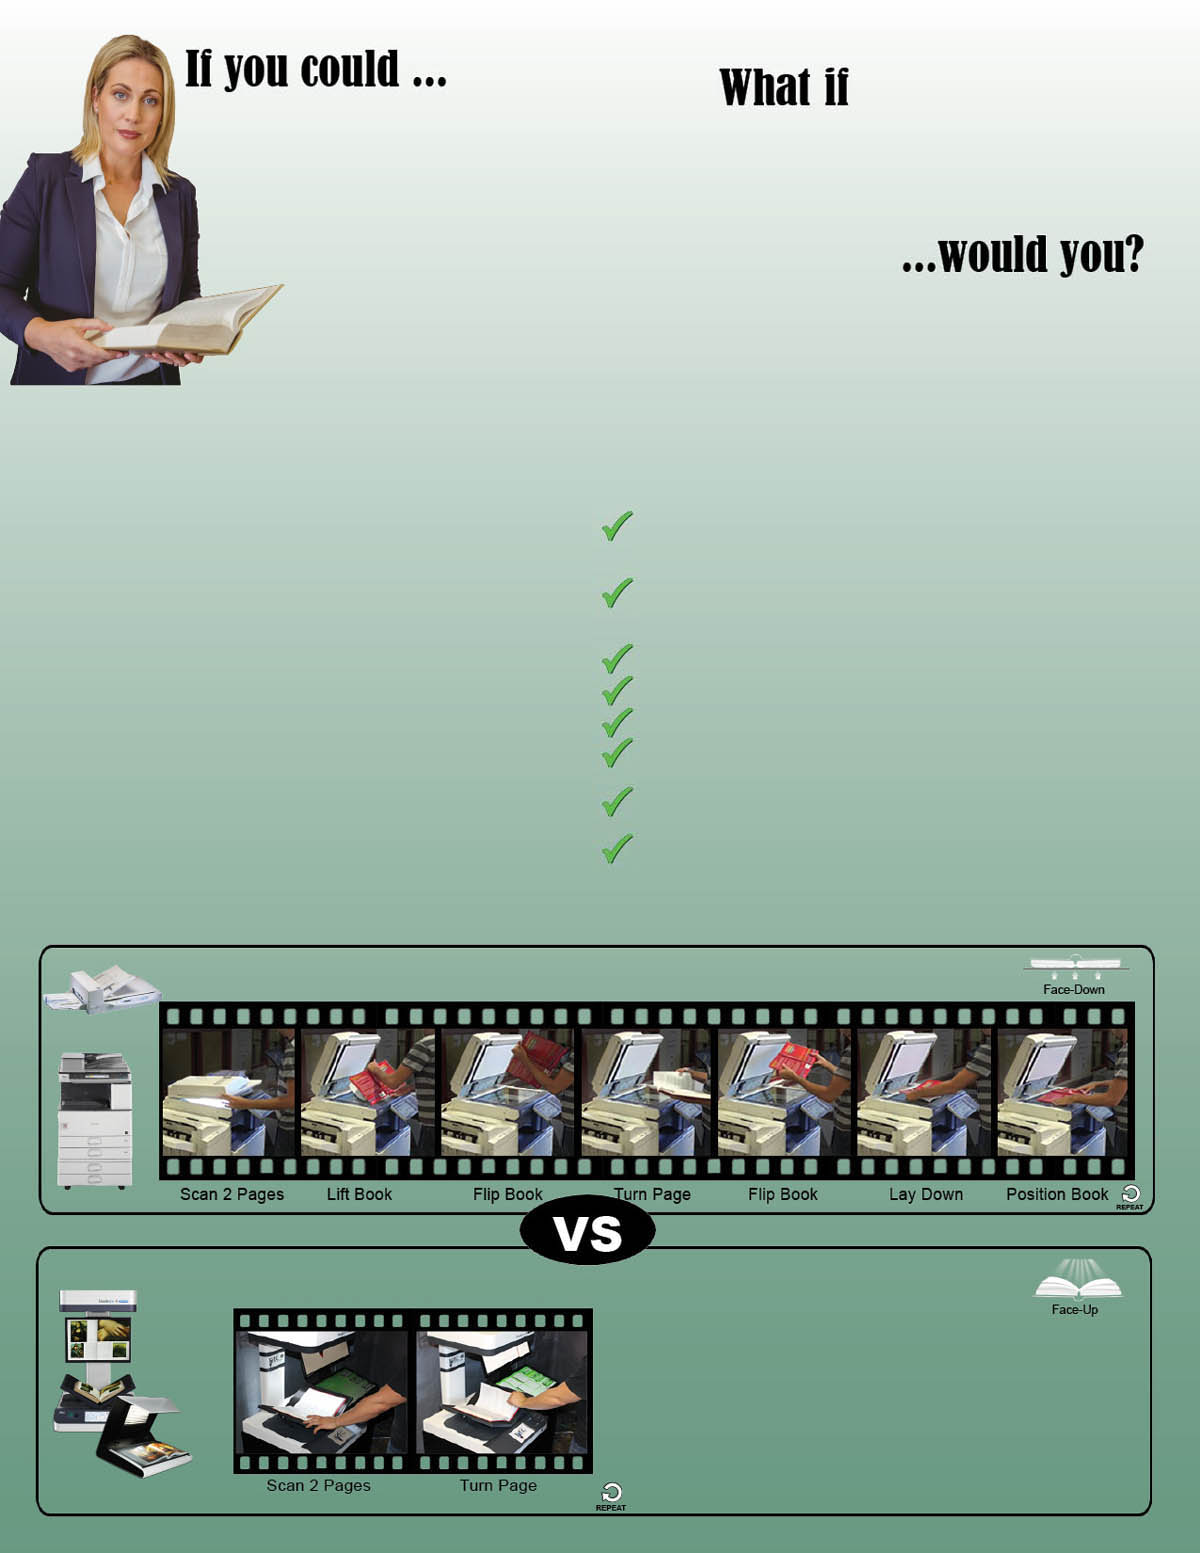 If you could ...
What if
...would you?
Face-Down
Scan 2 Pages
Lift Book
Flip Book
Turn Page
Flip Book
Lay Down
Position Book
REPEAT
VS
Face-Up
Scan 2 Pages
Turn Page
REPEAT